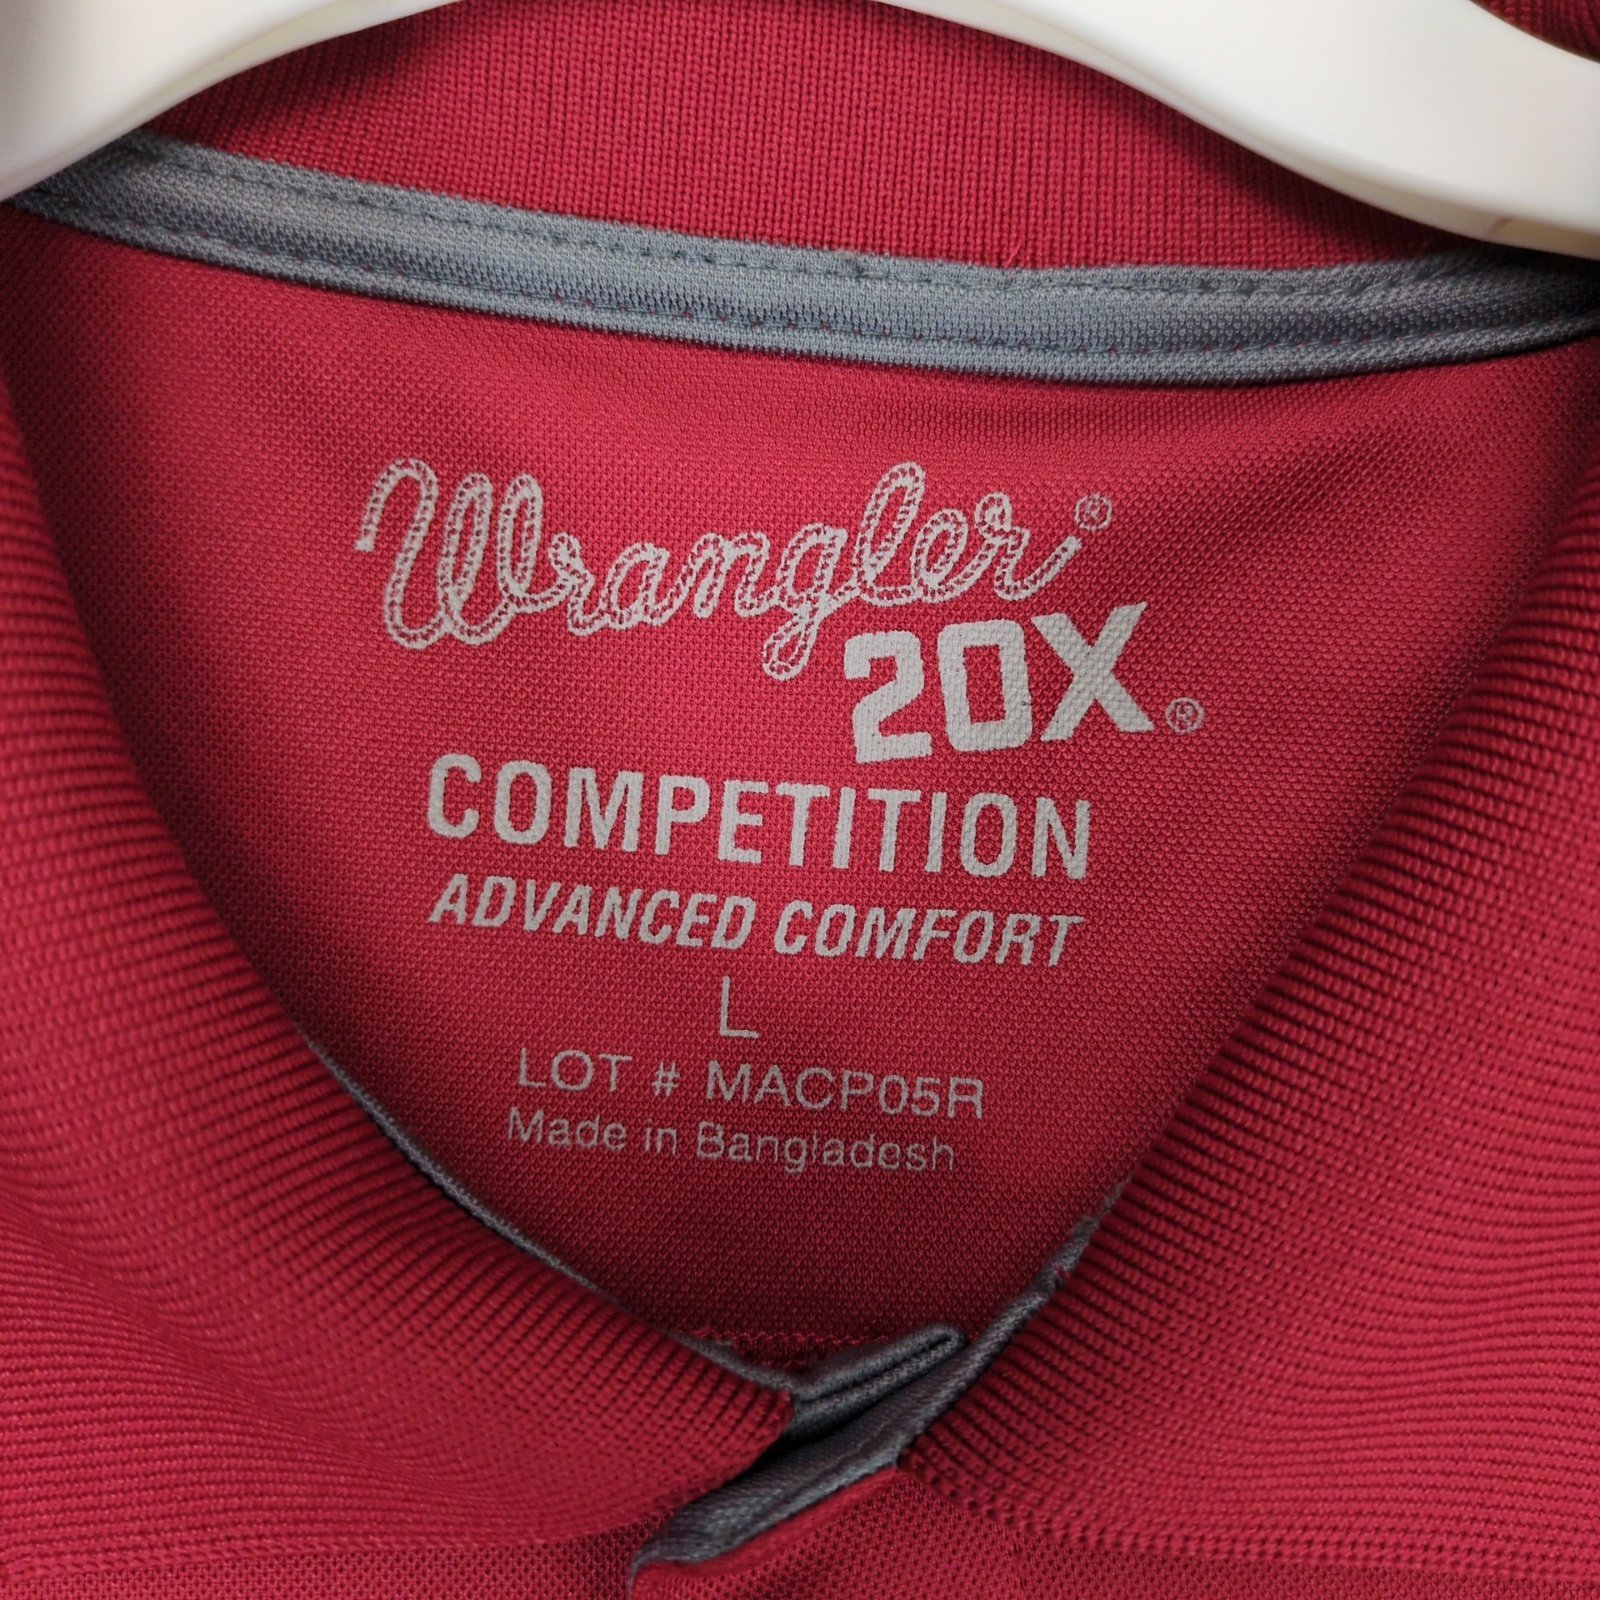 Wrangler®
20X®
COMPETITION
ADVANCED COMFORT
L
LOT # MACP05R
Made in Bangladesh